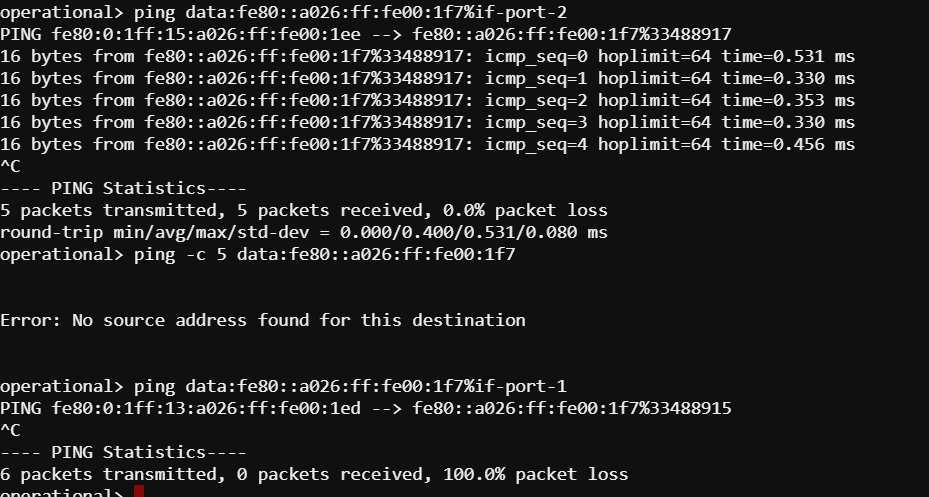 operational> ping data:fe80::a026:ff:fe00:1f7%if-port-2
PING fe80:0:1ff:15:a026:ff:fe00:1ee --> fe80::a026:ff:fe00:1f7%33488917
16 bytes from fe80::a026:ff:fe00:1f7%33488917: icmp_seq=0 hoplimit=64 time=0.531 ms
16 bytes from fe80::a026:ff:fe00:1f7%33488917: icmp_seq=1 hoplimit=64 time=0.330 ms
16 bytes from fe80::a026:ff:fe00:1f7%33488917: icmp_seq=2 hoplimit=64 time=0.353 ms
16 bytes from fe80::a026:ff:fe00:1f7%33488917: icmp_seq=3 hoplimit=64 time=0.330 ms
16 bytes from fe80::a026:ff:fe00:1f7%33488917: icmp_seq=4 hoplimit=64 time=0.456 ms
^C
---- PING Statistics----
5 packets transmitted, 5 packets received, 0.0% packet loss
round-trip min/avg/max/std-dev = 0.000/0.400/0.531/0.080 ms
operational> ping -c 5 data:fe80::a026:ff:fe00:1f7
Error: No source address found for this destination
operational> ping data:fe80::a026:ff:fe00:1f7%if-port-1
PING fe80:0:1ff:13:a026:ff:fe00:1ed --> fe80::a026:ff:fe00:1f7%33488915
^C
---- PING Statistics----
6 packets transmitted, 0 packets received, 100.0% packet loss
operational>